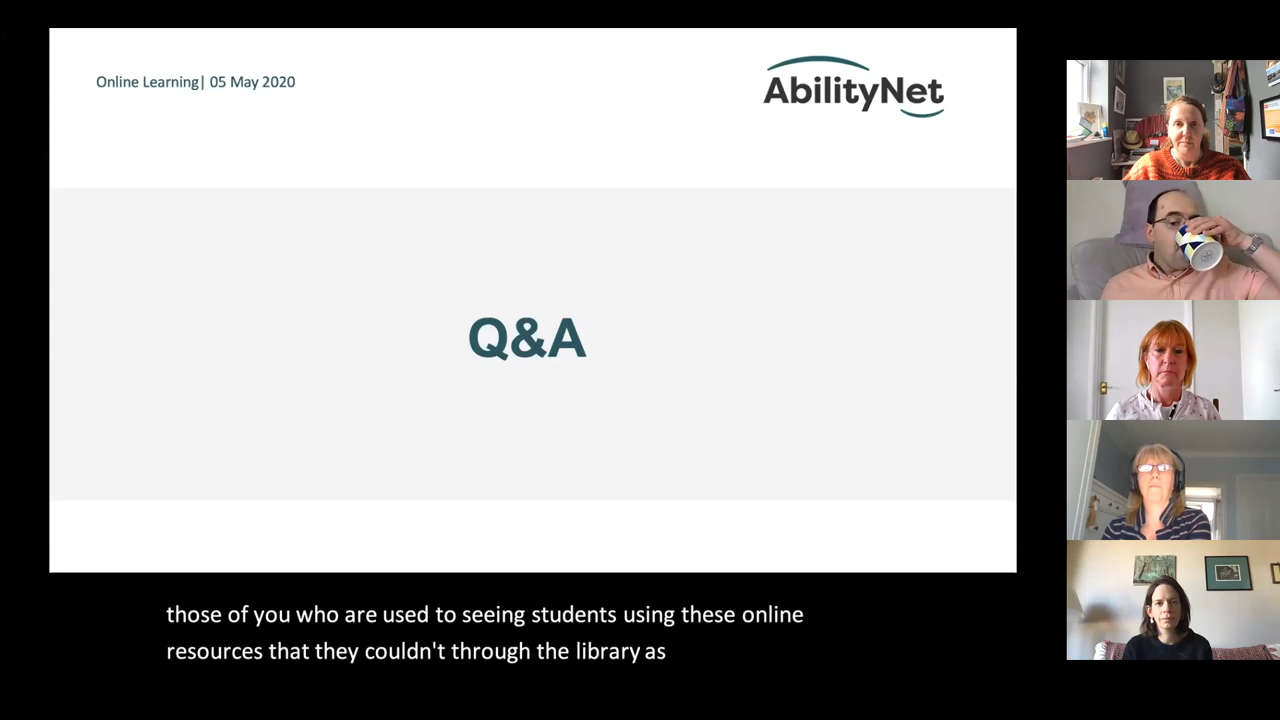 Online Learning| 05 May 2020
AbilityNet
Q&A
those of you who are used to seeing students using these online
resources that they couldn't through the library as